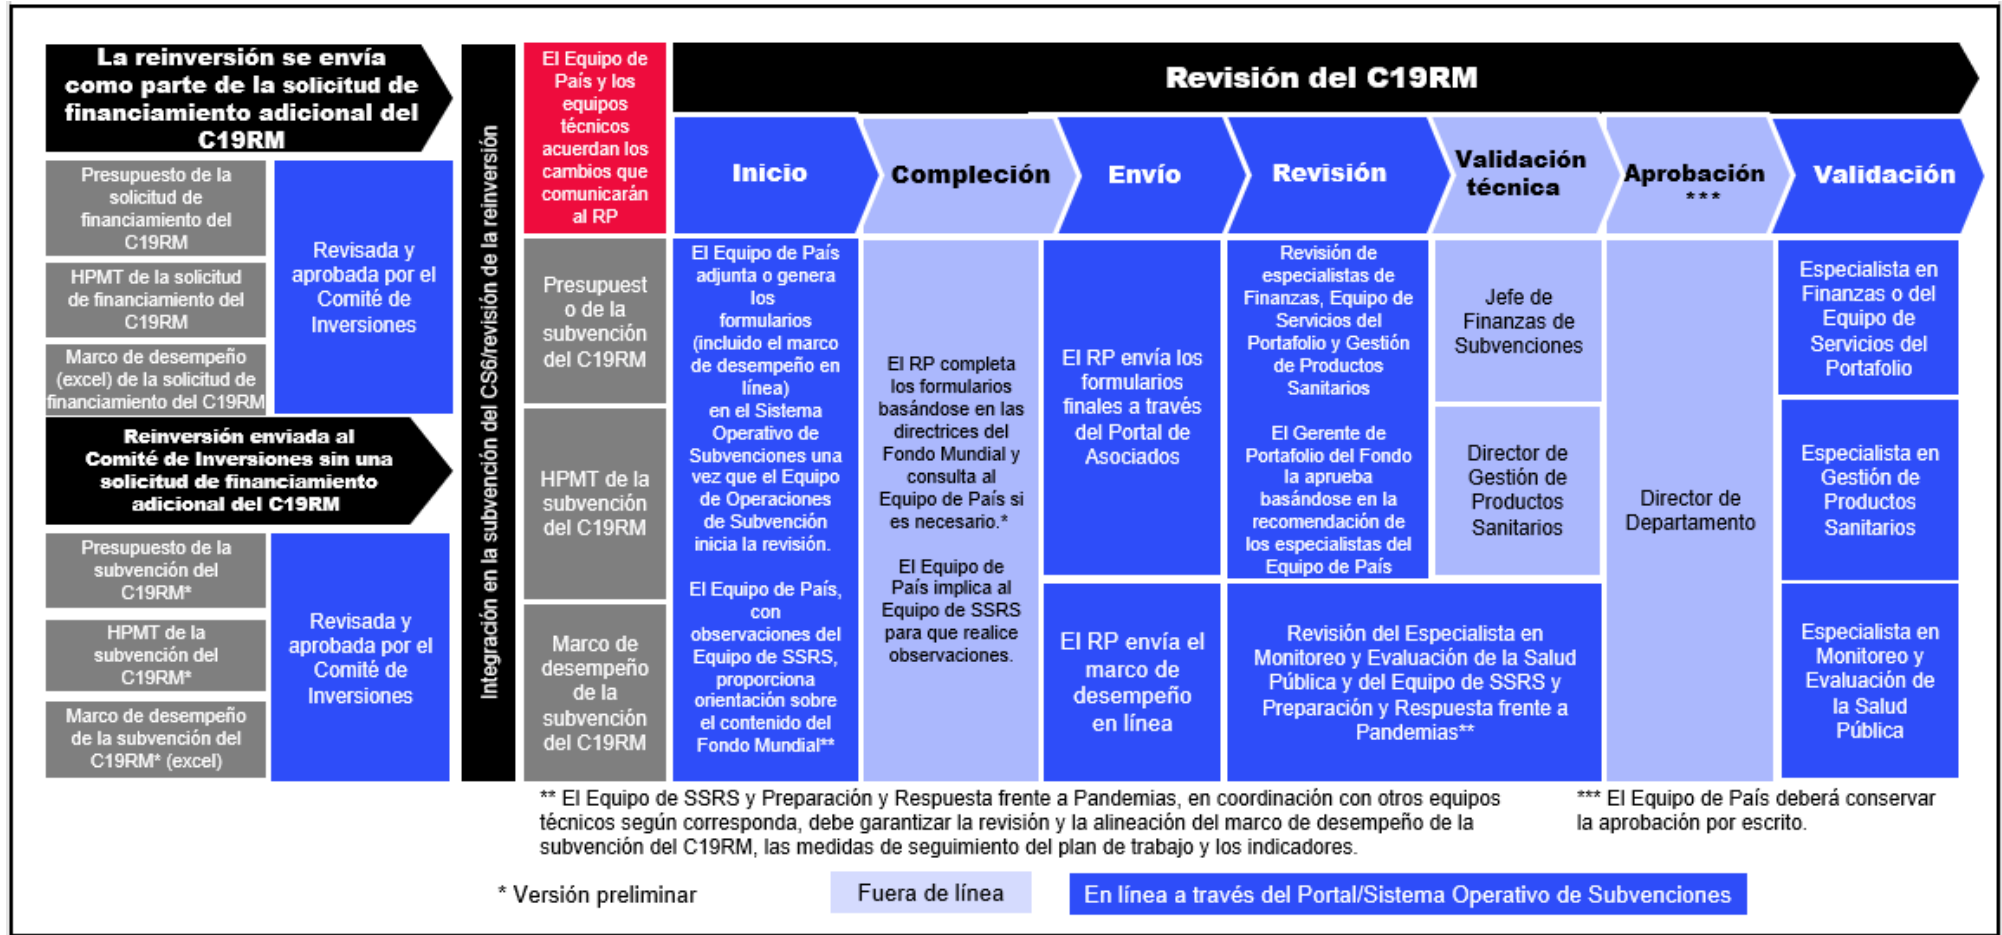 La reinversión se envía
como parte de la solicitud de
financiamiento adicional del
C19RM
Presupuesto de la
solicitud de
financiamiento del
C19RM
HPMT de la solicitud
de financiamiento del
C19RM
Marco de desempeño
(excel) de la solicitud de
financiamiento del C19RM
Revisada y
aprobada por el
Comité de
Inversiones
Reinversión enviada al
Comité de Inversiones sin una
solicitud de financiamiento
adicional del C19RM
Presupuesto de la
subvención del
C19RM*
HPMT de la
subvención del
C19RM*
Marco de desempeño
de la subvención del
C19RM* (excel)
Revisada y
aprobada por el
Comité de
Inversiones
Integración en la subvención del CS6/revisión de la reinversión
El Equipo de
País y los
equipos
técnicos
acuerdan los
cambios que
comunicarán
al RP
Presupuest
o de la
subvención
del C19RM
HPMT de la
subvención
del C19RM
Marco de
desempeño
de la
subvención
del C19RM
Revisión del C19RM
Inicio
El Equipo de País
adjunta o genera
los
formularios
(incluido el marco
de desempeño en
línea)
en el Sistema
Operativo de
Subvenciones una
vez que el Equipo
de Operaciones
de Subvención
inicia la revisión.
El Equipo de País,
con
observaciones del
Equipo de SSRS,
proporciona
orientación sobre
el contenido del
Fondo Mundial**
Compleción
El RP completa
los formularios
basándose en las
directrices del
Fondo Mundial y
consulta al
Equipo de País si
es necesario.*
El Equipo de
País implica al
Equipo de SSRS
para que realice
observaciones.
Envío
El RP envía los
formularios
finales a través
del Portal de
Asociados
El RP envía el
marco de
desempeño
en línea
Revisión
Revisión de
especialistas de
Finanzas, Equipo de
Servicios del
Portafolio y Gestión
de Productos
Sanitarios
El Gerente de
Portafolio del Fondo
la aprueba
basándose en la
recomendación de
los especialistas del
Equipo de País
Validación
técnica
Jefe de
Finanzas de
Subvenciones
Director de
Gestión de
Productos
Sanitarios
Revisión del Especialista en
Monitoreo y Evaluación de la Salud
Pública y del Equipo de SSRS y
Preparación y Respuesta frente a
Pandemias**
Aprobación
***
Director de
Departamento
Validación
Especialista en
Finanzas o del
Equipo de
Servicios del
Portafolio
Especialista en
Gestión de
Productos
Sanitarios
Especialista en
Monitoreo y
Evaluación de
la Salud
Pública
** El Equipo de SSRS y Preparación y Respuesta frente a Pandemias, en coordinación con otros equipos
técnicos según corresponda, debe garantizar la revisión y la alineación del marco de desempeño de la
subvención del C19RM, las medidas de seguimiento del plan de trabajo y los indicadores.
*** El Equipo de País deberá conservar
la aprobación por escrito.
* Versión preliminar
Fuera de línea
En línea a través del Portal/Sistema Operativo de Subvenciones